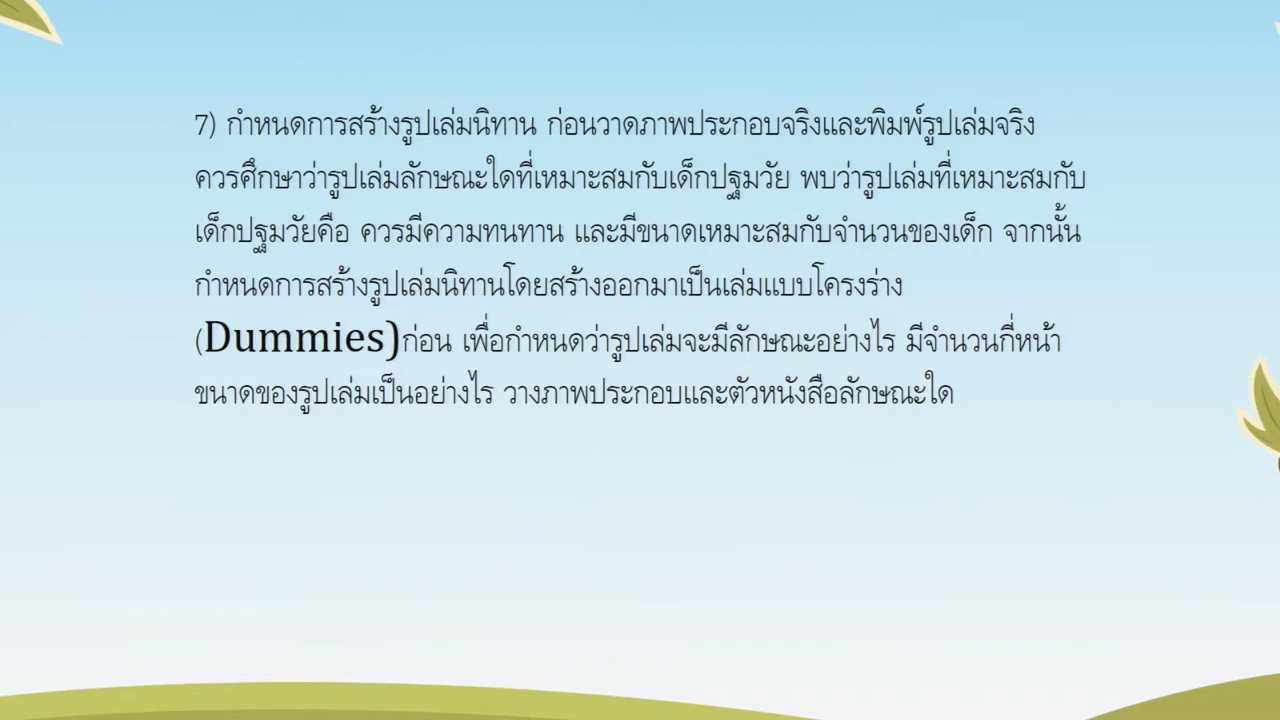 7) กำหนดการสร้างรูปเล่มนิทาน ก่อนวาดภาพประกอบจริงและพิมพ์รูปเล่มจริง
ควรศึกษาว่ารูปเล่มลักษณะใดที่เหมาะสมกับเด็กปฐมวัย พบว่ารูปเล่มที่เหมาะสมกับ
เด็กปฐมวัยคือ ควรมีความทนทาน และมีขนาดเหมาะสมกับจำนวนของเด็ก จากนั้น
กำหนดการสร้างรูปเล่มนิทานโดยสร้างออกมาเป็นเล่มแบบโครงร่าง
(Dummies)ก่อน เพื่อกำหนดว่ารูปเล่มจะมีลักษณะอย่างไร มีจำนวนกี่หน้า
ขนาดของรูปเล่มเป็นอย่างไร วางภาพประกอบและตัวหนังสือลักษณะใด